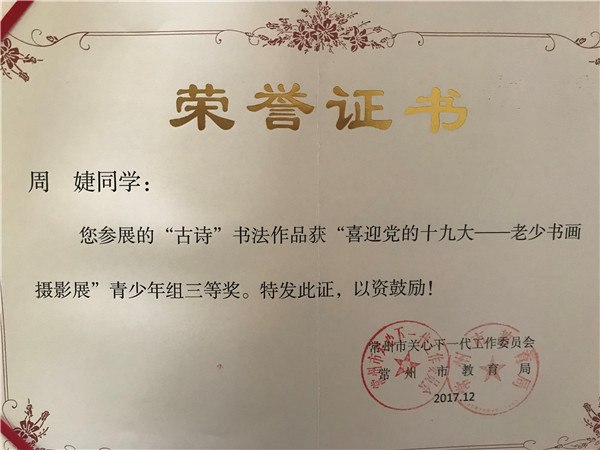 荣誉证书
周 婕同学：
您参展的“古诗”书法作品获“喜迎党的十九大——老少书画
摄影展”青少年组三等奖。特发此证，以资鼓励！
常州市关心下一代工作委员会
常州市教育局
2017.12